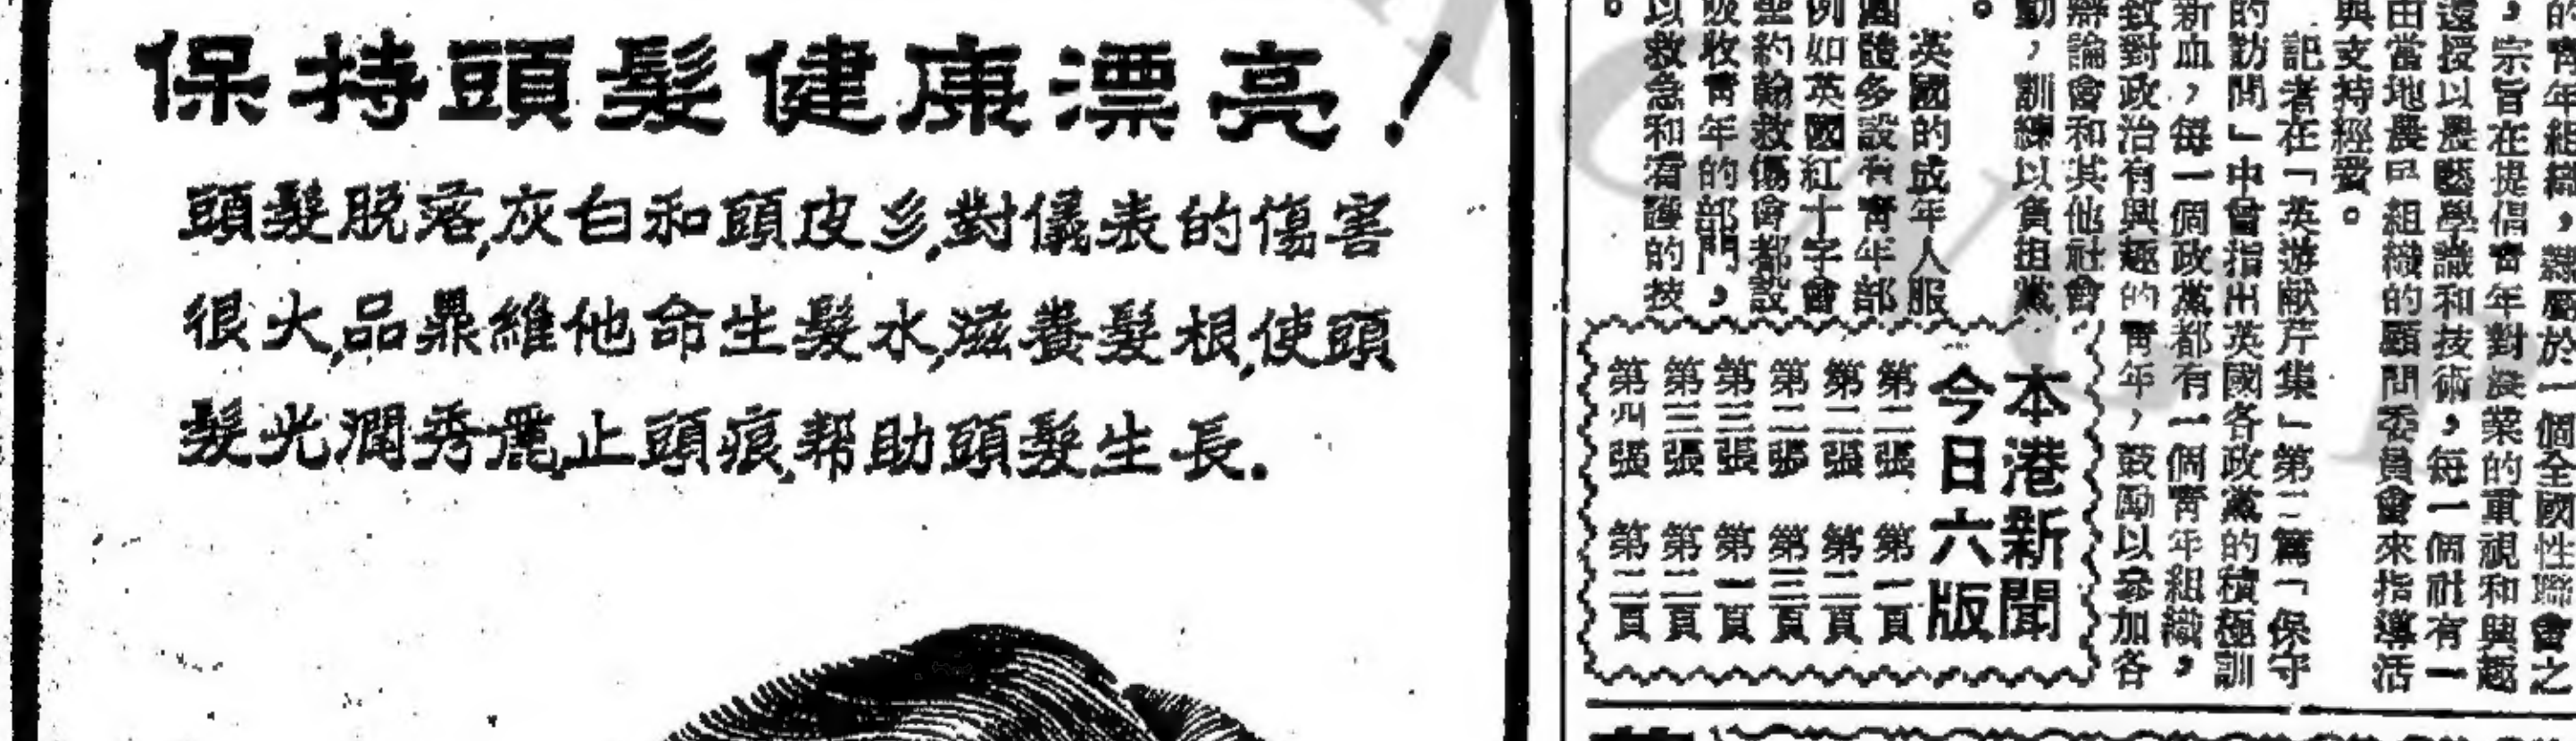 保持頭髮健康漂亮！
頭髮脫落,灰白和頭皮,對儀表的傷害
很大,品鼎維他命生髮水,滋養髮根,使頭
髮光潤秀麗,止頭痕,帮助頭髮生長.
的青年組織，隸屬於一個全國性聯會之
，宗旨在提倡青年對農業的重視和興趣
還授以農藝學識和技術，每一個社有一
由當地農民組織的顧問委員會來指導活
與支持經費。
記者在「英遊獻芹集」第三篇「保守
的訪問」中曾指出英國各政黨的積極訓
新血，每一個政黨都有一個青年組織，
致對政治有興趣的青年，鼓勵以參加各
辯論會和其他社會
動，訓練以負担黨
。
英國的成年人服
團體多設有青年部
例如英國紅十字會
聖約翰救傷會都設
吸收青年的部門，
以救急和看護的技
。
本港新聞
今日六版
第二張 第一頁
第二張 第二頁
第二張 第三頁
第三張 第一頁
第三張 第二頁
第四張 第二頁